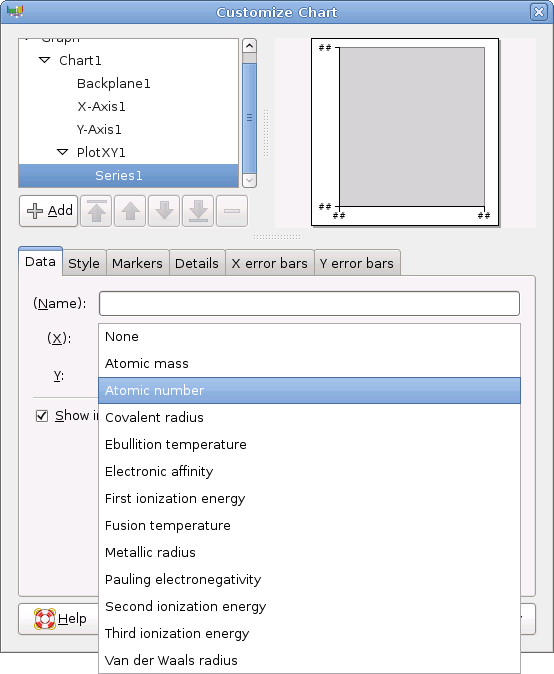 Customize Chart
Graph
Chart1
Backplane1
X-Axis1
Y-Axis1
PlotXY1
Series1
Add
##
##
## ##
Data Style Markers Details X error bars Y error bars
(Name):
(X):
Y:
None
Atomic mass
Atomic number
Covalent radius
Ebullition temperature
Electronic affinity
First ionization energy
Fusion temperature
Metallic radius
Pauling electronegativity
Second ionization energy
Third ionization energy
Van der Waals radius
Show i
Help